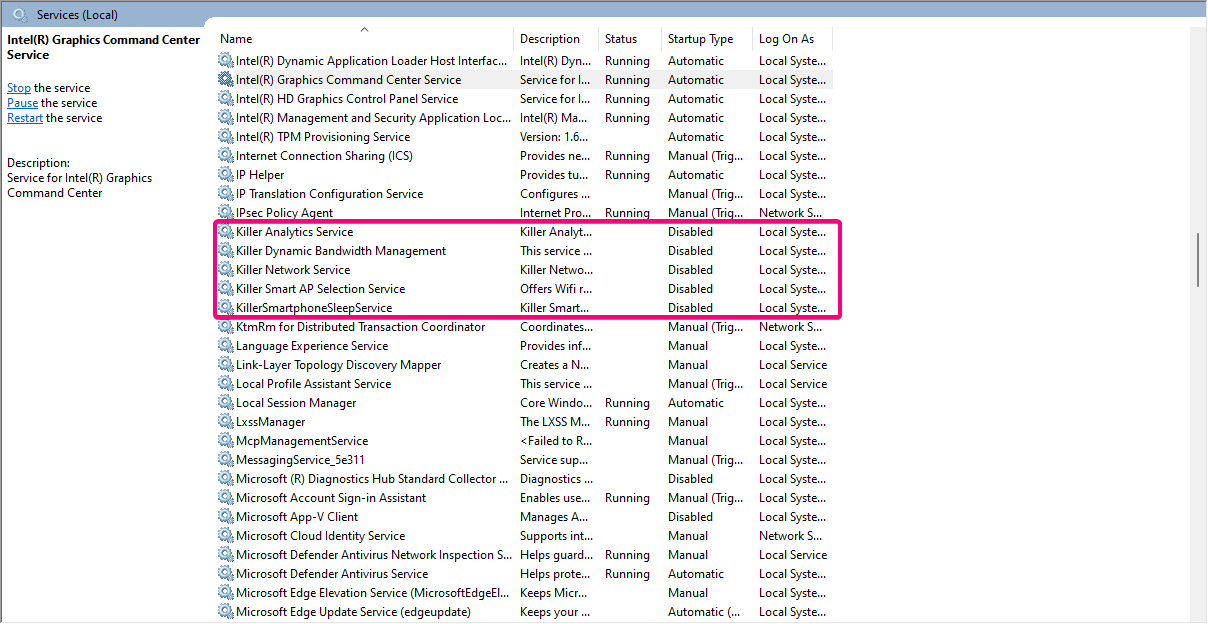 Services (Local)
Intel(R) Graphics Command Center
Service
Stop the service
Pause the service
Restart the service
Description:
Service for Intel(R) Graphics
Command Center
Name Description Status Startup Type Log On As
Intel(R) Dynamic Application Loader Host Interfac... Intel(R) Dyn... Running Automatic Local Syste...
Intel(R) Graphics Command Center Service Service for I... Running Automatic Local Syste...
Intel(R) HD Graphics Control Panel Service Service for I... Running Automatic Local Syste...
Intel(R) Management and Security Application Loc... Intel(R) Ma... Running Automatic Local Syste...
Intel(R) TPM Provisioning Service Version: 1.6... Automatic Local Syste...
Internet Connection Sharing (ICS) Provides ne... Running Manual (Trig... Local Syste...
IP Helper Provides tu... Running Automatic Local Syste...
IP Translation Configuration Service Configures ... Manual (Trig... Local Syste...
IPsec Policy Agent Internet Pro... Running Manual (Trig... Network S...
Killer Analytics Service Killer Analyt... Disabled Local Syste...
Killer Dynamic Bandwidth Management This service ... Disabled Local Syste...
Killer Network Service Killer Netwo... Disabled Local Syste...
Killer Smart AP Selection Service Offers Wifi r... Disabled Local Syste...
KillerSmartphoneSleepService Killer Smart... Disabled Local Syste...
KtmRm for Distributed Transaction Coordinator Coordinates... Manual (Trig... Network S...
Language Experience Service Provides inf... Manual Local Syste...
Link-Layer Topology Discovery Mapper Creates a N... Manual Local Service
Local Profile Assistant Service This service ... Manual (Trig... Local Service
Local Session Manager Core Windo... Running Automatic Local Syste...
LxssManager The LXSS M... Running Manual Local Syste...
McpManagementService <Failed to R... Manual Local Syste...
MessagingService_5e311 Service sup... Manual (Trig... Local Syste...
Microsoft (R) Diagnostics Hub Standard Collector ... Diagnostics ... Disabled Local Syste...
Microsoft Account Sign-in Assistant Enables use... Running Manual (Trig... Local Syste...
Microsoft App-V Client Manages A... Disabled Local Syste...
Microsoft Cloud Identity Service Supports int... Manual Network S...
Microsoft Defender Antivirus Network Inspection S... Helps guard... Running Manual Local Service
Microsoft Defender Antivirus Service Helps prote... Running Automatic Local Syste...
Microsoft Edge Elevation Service (MicrosoftEdgeEl... Keeps Micr... Manual Local Syste...
Microsoft Edge Update Service (edgeupdate) Keeps your ... Automatic (... Local Syste...